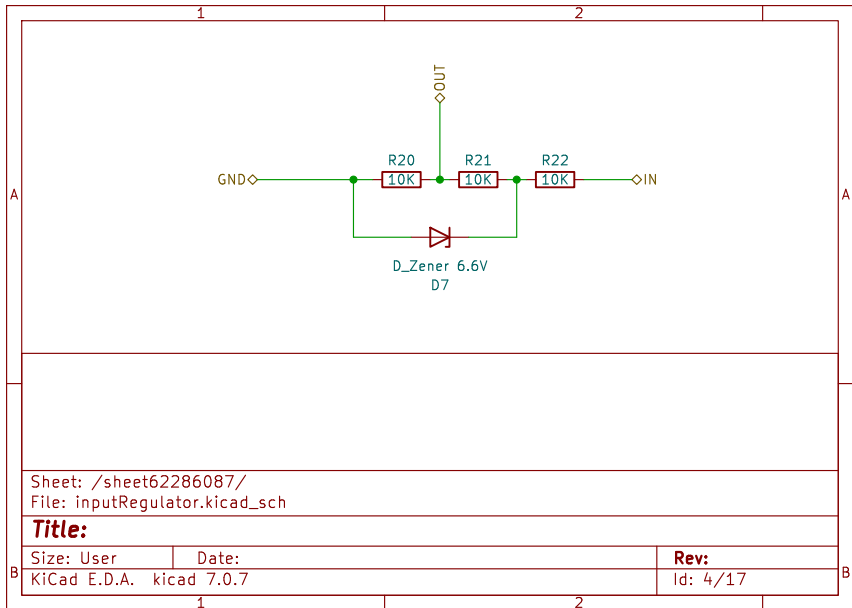 1 2
OUT
R20 R21 R22
GND 10K 10K 10K IN
A A
D_Zener 6.6V
D7
Sheet: /sheet62286087/
File: inputRegulator.kicad_sch
Title:
Size: User Date: Rev:
B B
KiCad E.D.A. kicad 7.0.7 Id: 4/17
1 2